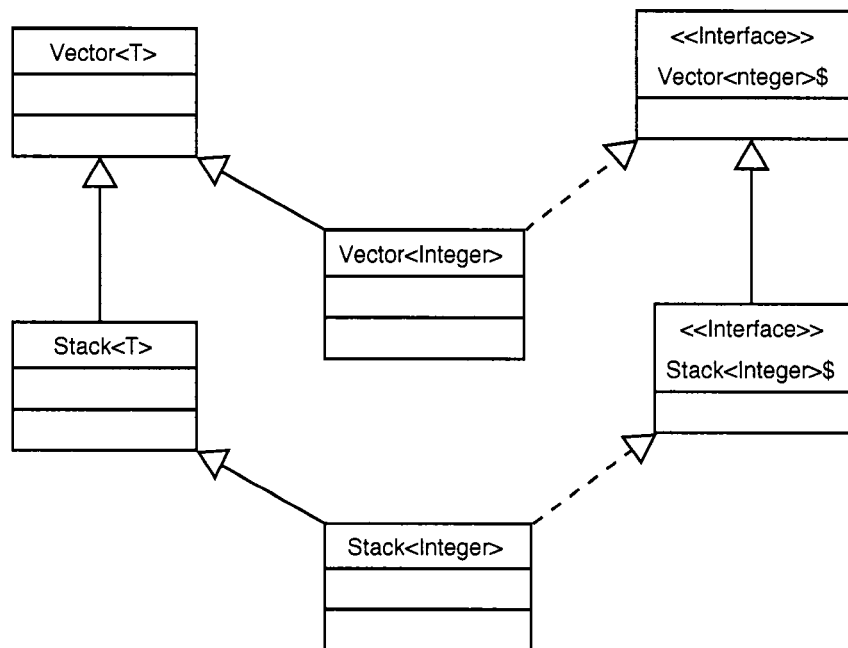 Vector<T>
<<Interface>>
Vector<nteger>$
Vector<Integer>
Stack<T>
<<Interface>>
Stack<Integer>$
Stack<Integer>